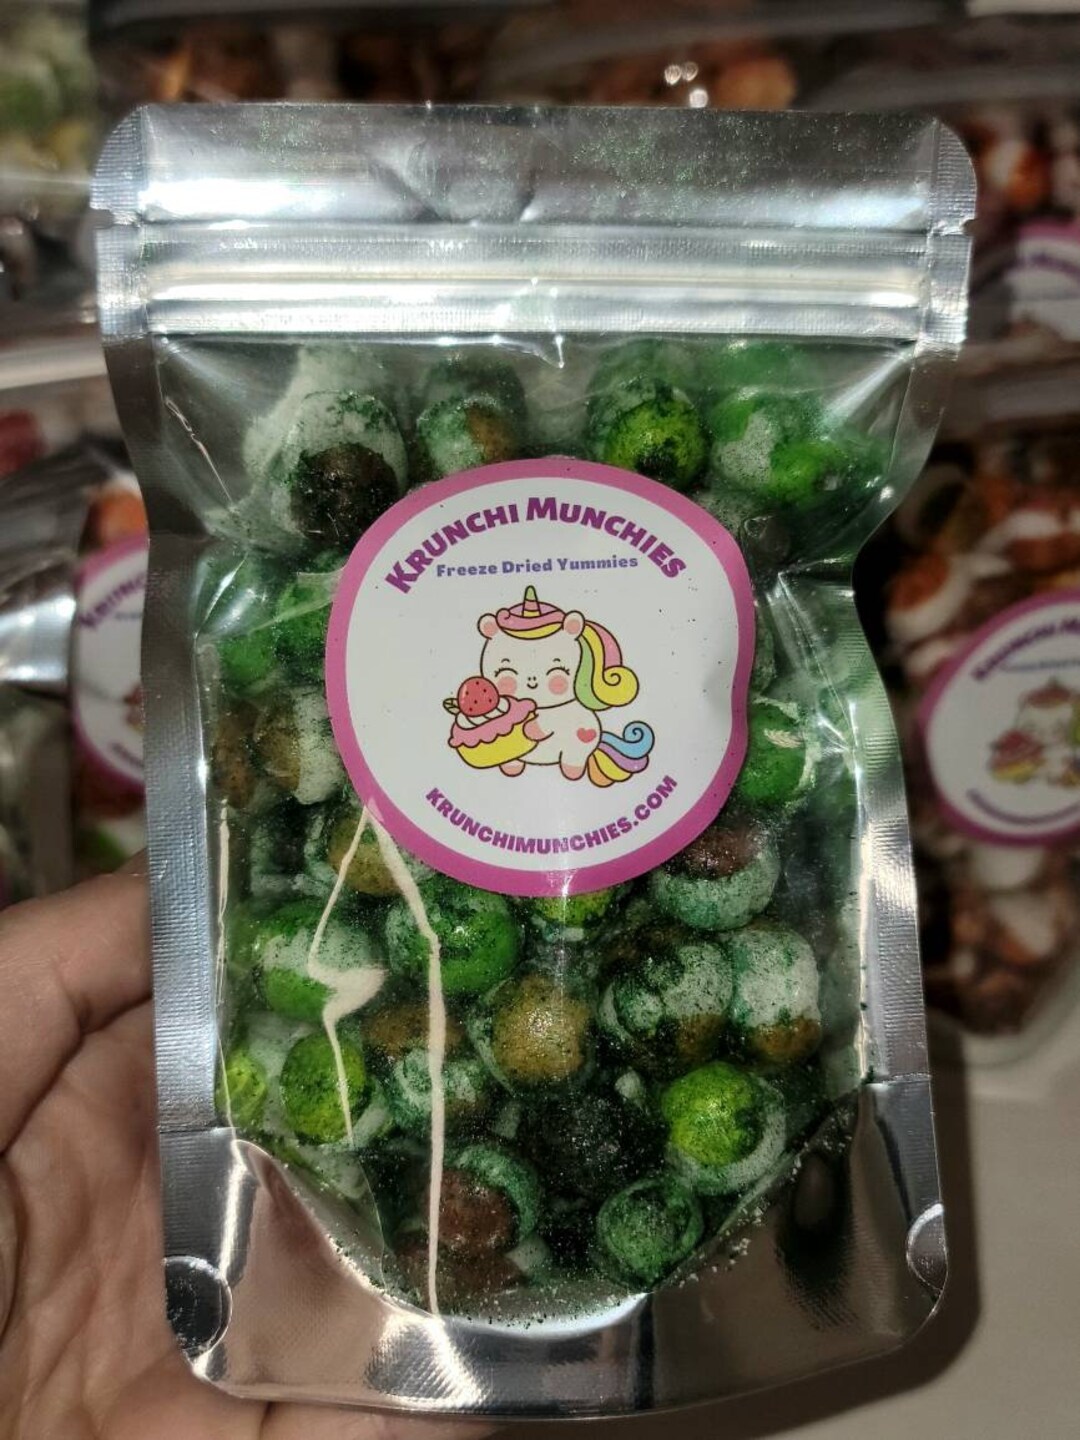 KRUNCHI MUNCHIES
Freeze Dried Yummies
KRUNCHIMUNCHIES.COM